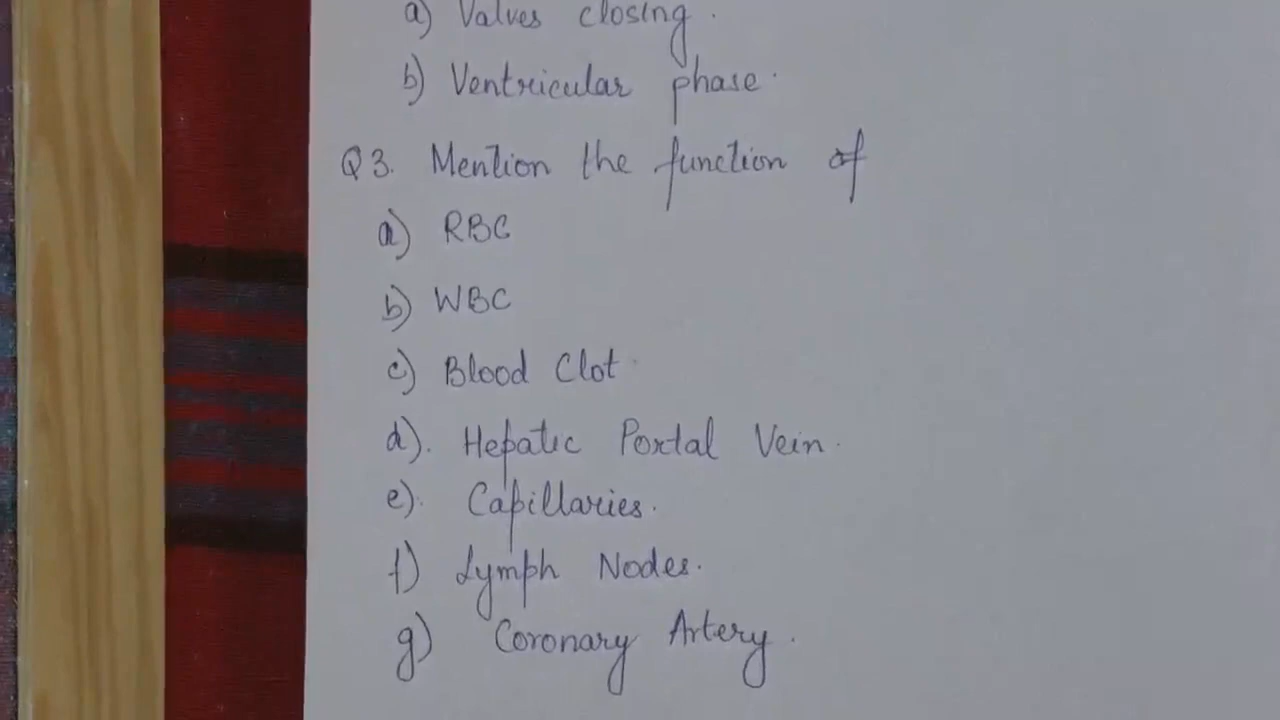 a) Valves closing.
b) Ventricular phase.
Q3. Mention the function of
a) RBC
b) WBC
c) Blood Clot.
d). Hepatic Portal Vein.
e). Capillaries.
f) Lymph Nodes.
g) Coronary Artery.